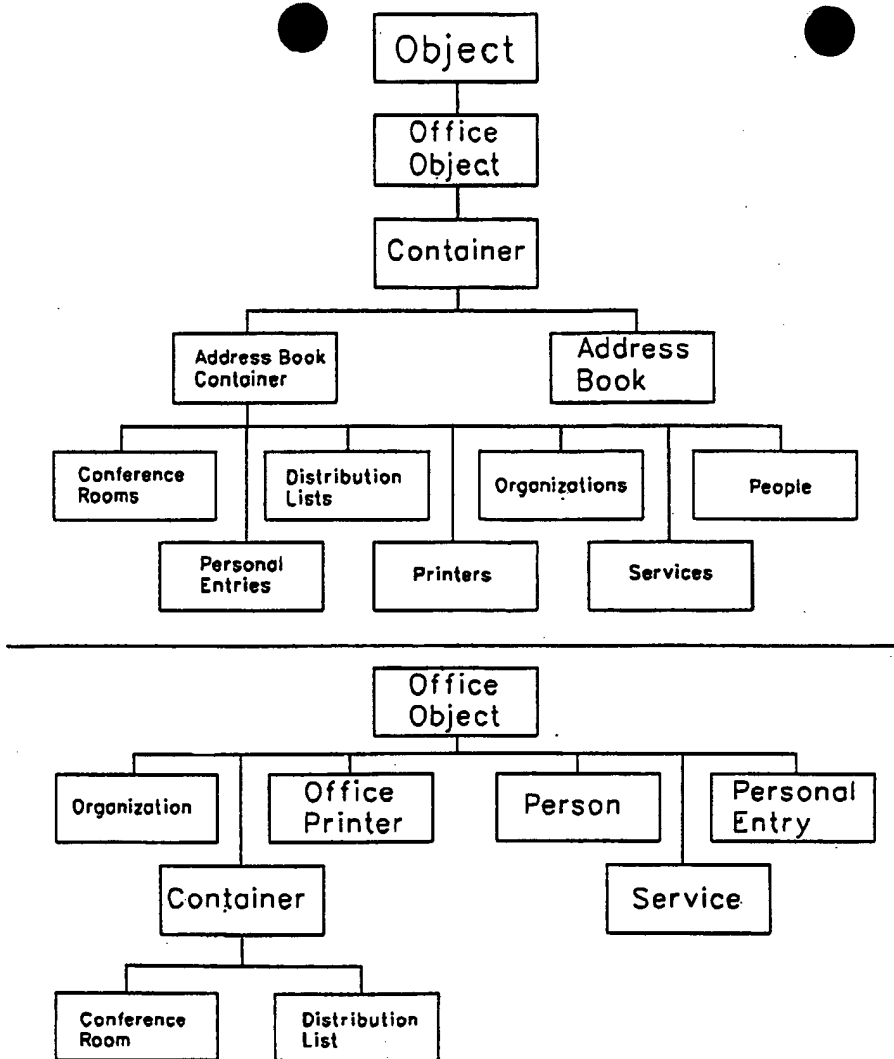 Object
Office
Object
Container
Address Book
Container
Address
Book
Conference
Rooms
Distribution
Lists
Organizations
People
Personal
Entries
Printers
Services
Office
Object
Organization
Office
Printer
Person
Personal
Entry
Container
Service
Conference
Room
Distribution
List